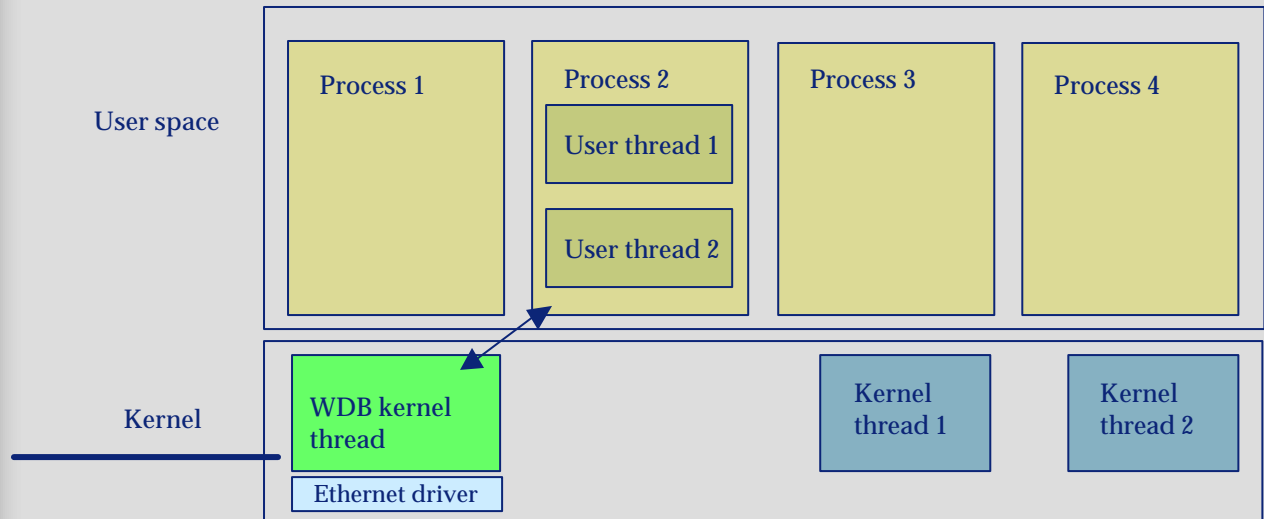 Process 1
Process 2
Process 3
Process 4
User space
User thread 1
User thread 2
Kernel
WDB kernel
thread
Kernel
thread 1
Kernel
thread 2
Ethernet driver